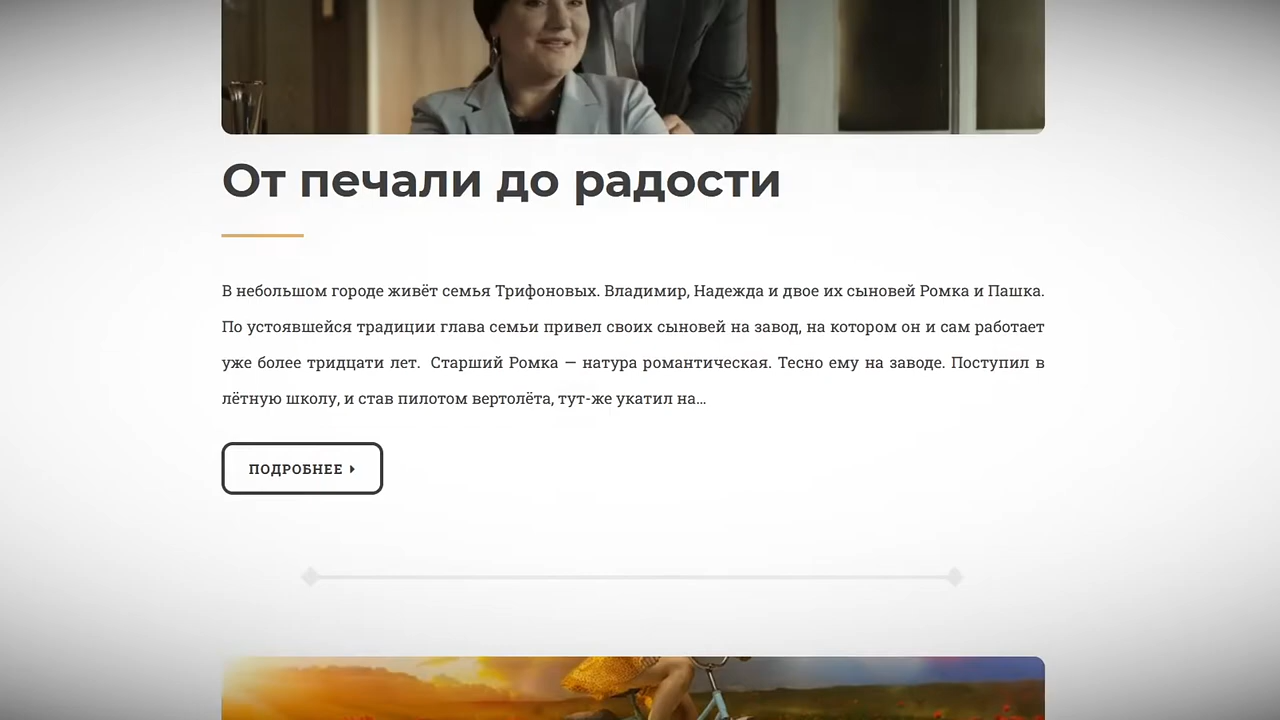 От печали до радости
В небольшом городе живёт семья Трифоновых. Владимир, Надежда и двое их сыновей Ромка и Пашка.
По устоявшейся традиции глава семьи привел своих сыновей на завод, на котором он и сам работает
уже более тридцати лет.  Старший Ромка — натура романтическая. Тесно ему на заводе. Поступил в
лётную школу, и став пилотом вертолёта, тут-же укатил на...
ПОДРОБНЕЕ